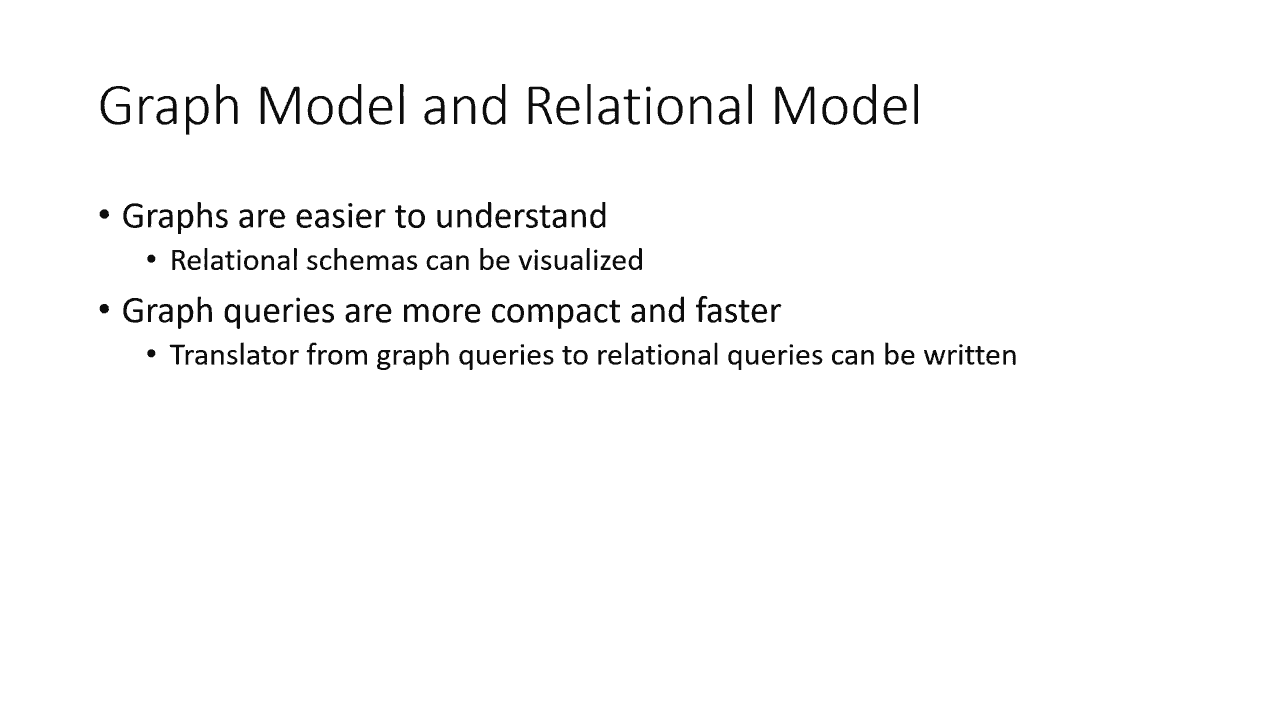 Graph Model and Relational Model
• Graphs are easier to understand
• Relational schemas can be visualized
• Graph queries are more compact and faster
• Translator from graph queries to relational queries can be written